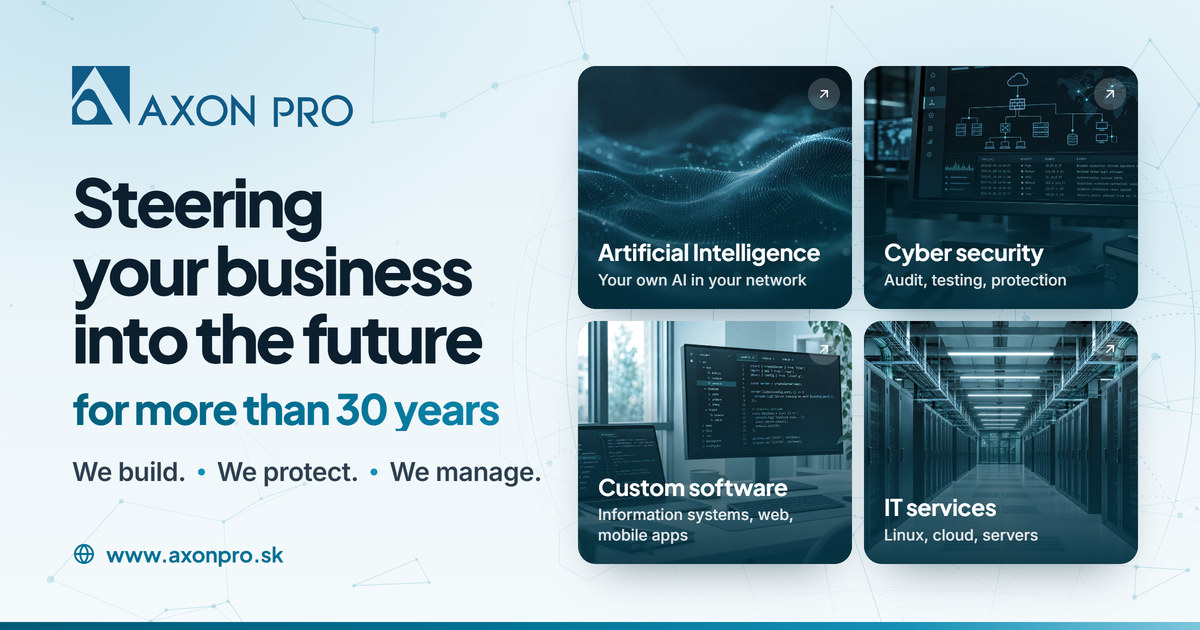 AXON PRO
Steering
your business
into the future
for more than 30 years
We build. • We protect. • We manage.
www.axonpro.sk
Artificial Intelligence
Your own AI in your network
Cyber security
Audit, testing, protection
Custom software
Information systems, web,
mobile apps
IT services
Linux, cloud, servers